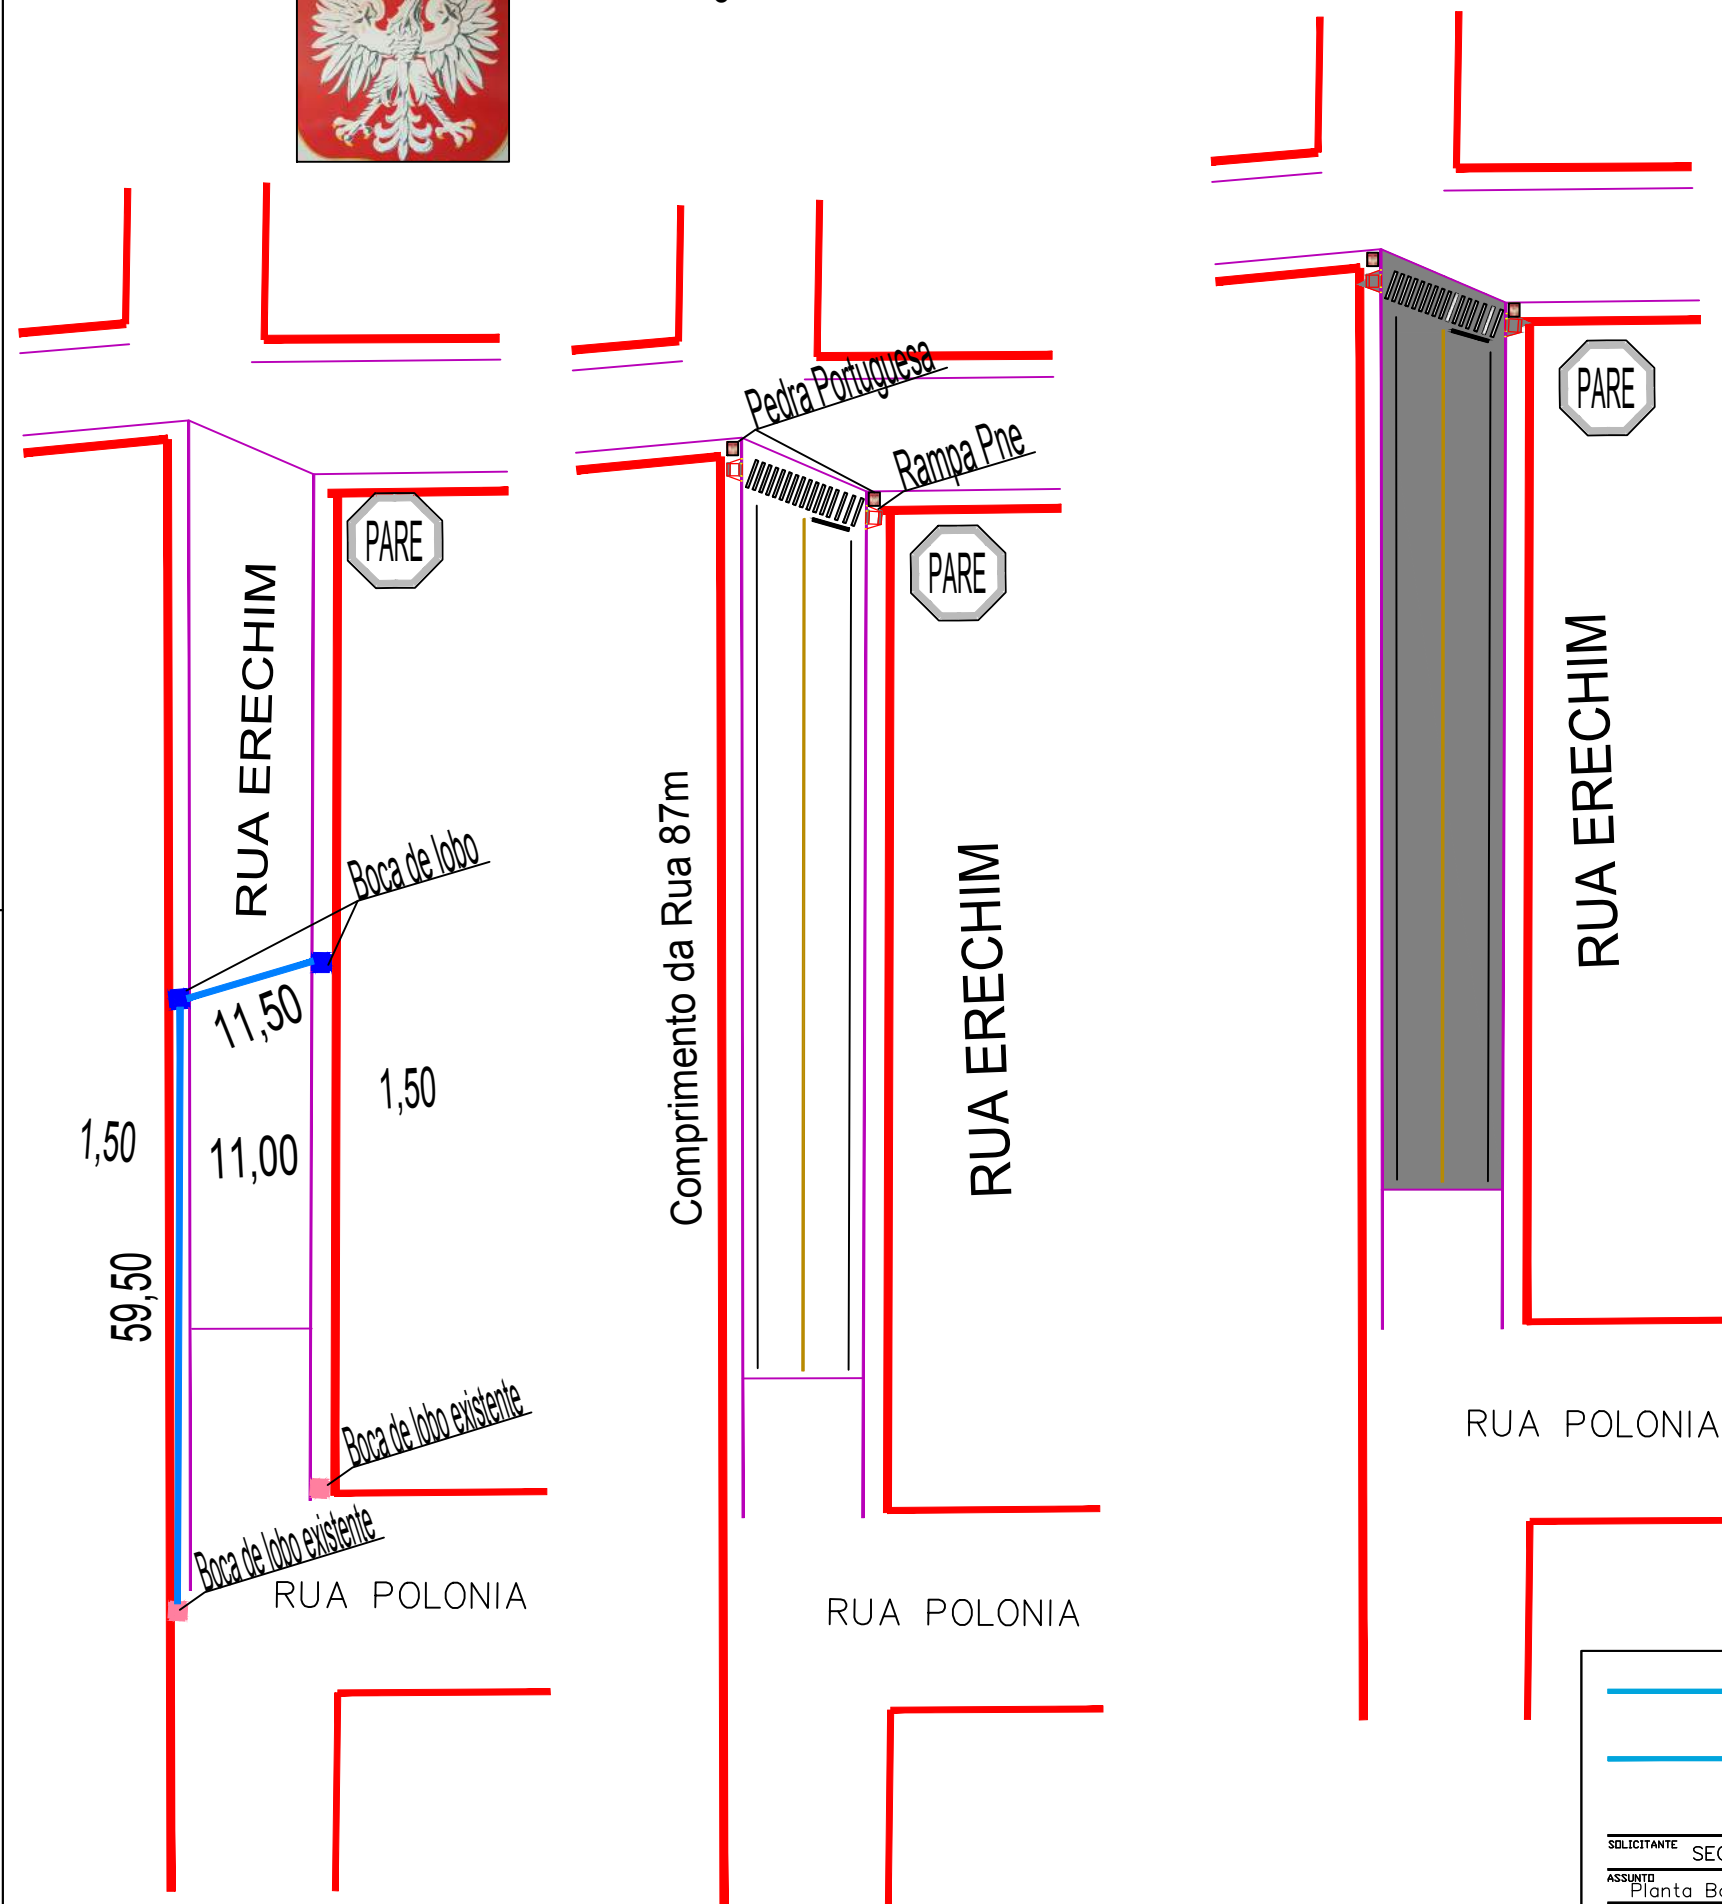 RUA ERECHIM
PARE
Boca de lobo
11,50
1,50
1,50
11,00
59,50
Boca de lobo existente
Boca de lobo existente
RUA POLONIA
Pedra Portuguesa
Rampa Pne
PARE
Comprimento da Rua 87m
RUA ERECHIM
RUA POLONIA
PARE
RUA ERECHIM
RUA POLONIA
SOLICITANTE
ASSUNTO
Planta